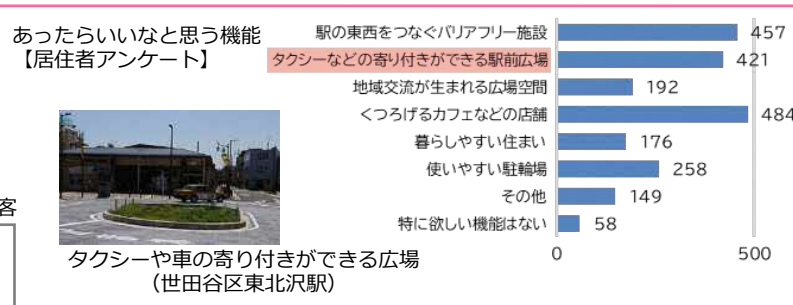 あったらいいなと思う機能
【居住者アンケート】
駅の東西をつなぐバリアフリー施設 457
タクシーなどの寄り付きができる駅前広場 421
地域交流が生まれる広場空間 192
くつろげるカフェなどの店舗 484
暮らしやすい住まい 176
使いやすい駐輪場 258
その他 149
特に欲しい機能はない 58
0 500
客
タクシーや車の寄り付きができる広場
（世田谷区東北沢駅）